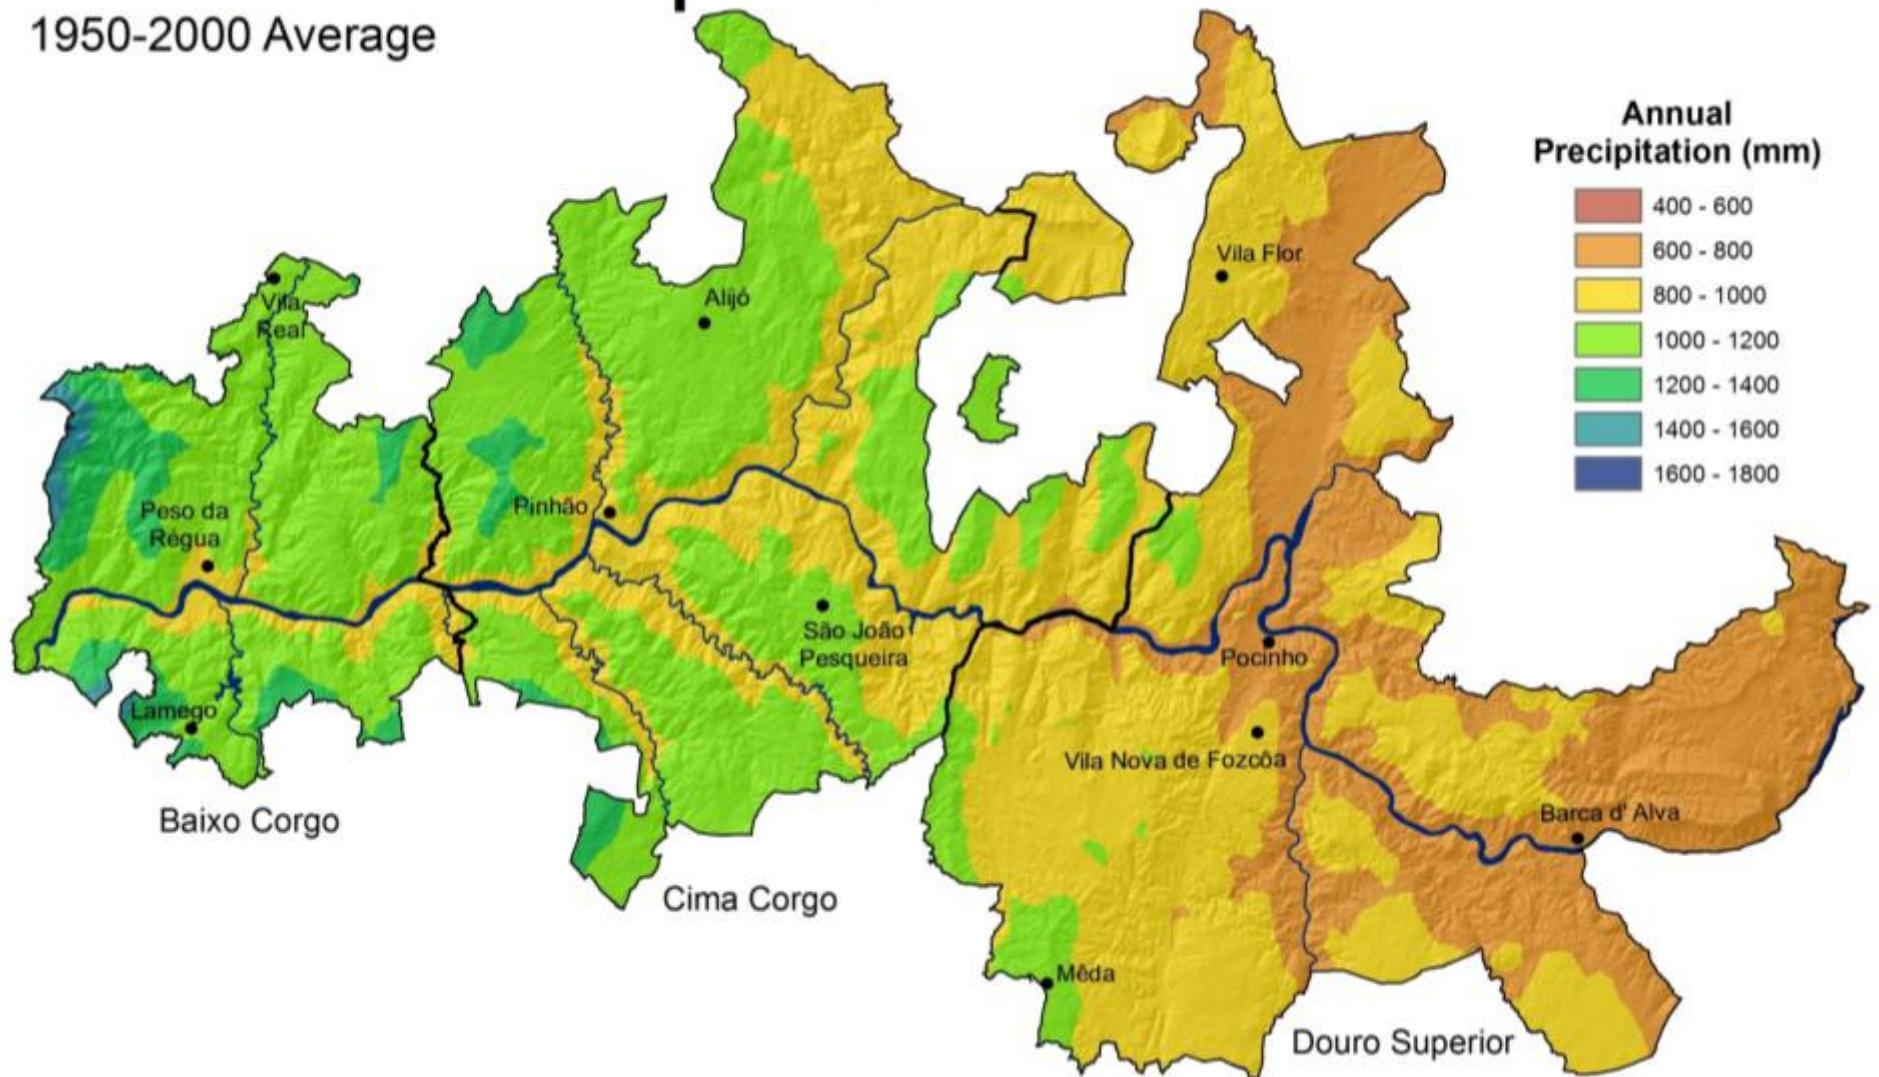 1950-2000 Average
Annual
Precipitation (mm)
400 - 600
600 - 800
800 - 1000
1000 - 1200
1200 - 1400
1400 - 1600
1600 - 1800
Vila Flor
Vila
Real
Alijó
Peso da
Régua
Pinhão
São João
Pesqueira
Pocinho
Lamego
Vila Nova de Fozcôa
Baixo Corgo
Barca d' Alva
Cima Corgo
Mêda
Douro Superior